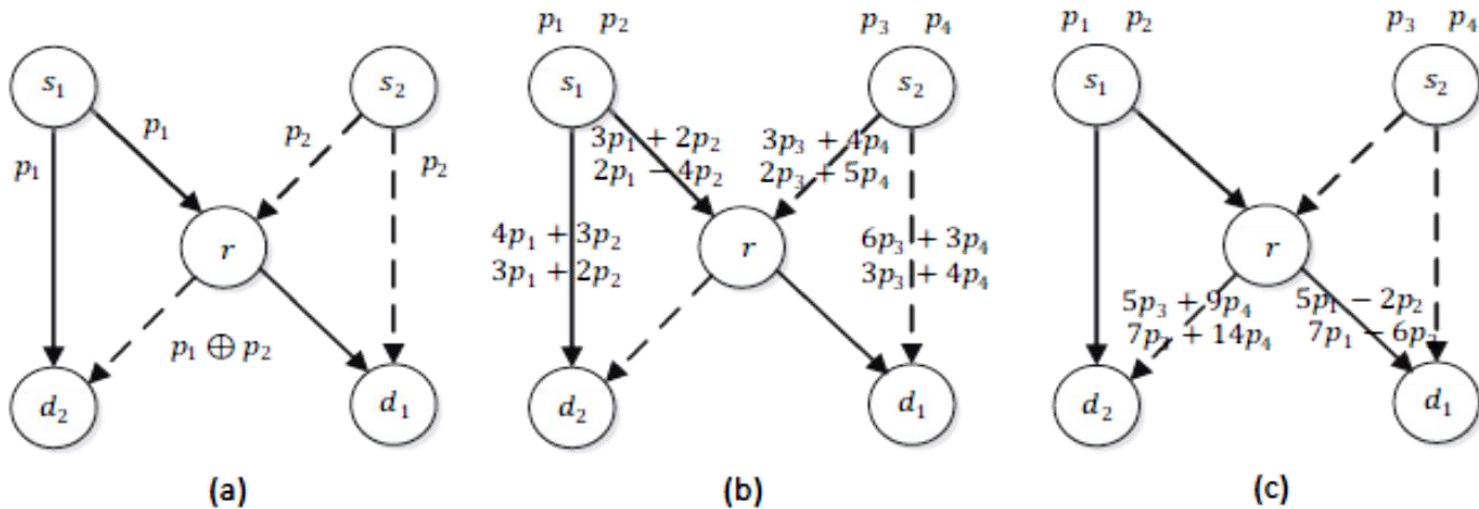 s₁
s₂
p₁
p₂
p₁
p₂
r
p₁ ⊕ p₂
d₂
d₁
(a)
p₁ p₂
p₃ p₄
s₁
s₂
3p₁ + 2p₂
3p₃ + 4p₄
2p₁ − 4p₂
2p₃ + 5p₄
4p₁ + 3p₂
r
6p₃ + 3p₄
3p₁ + 2p₂
3p₃ + 4p₄
d₂
d₁
(b)
p₁ p₂
p₃ p₄
s₁
s₂
r
5p₃ + 9p₄
5p₁ − 2p₂
7p₃ + 14p₄
7p₁ − 6p₂
d₂
d₁
(c)